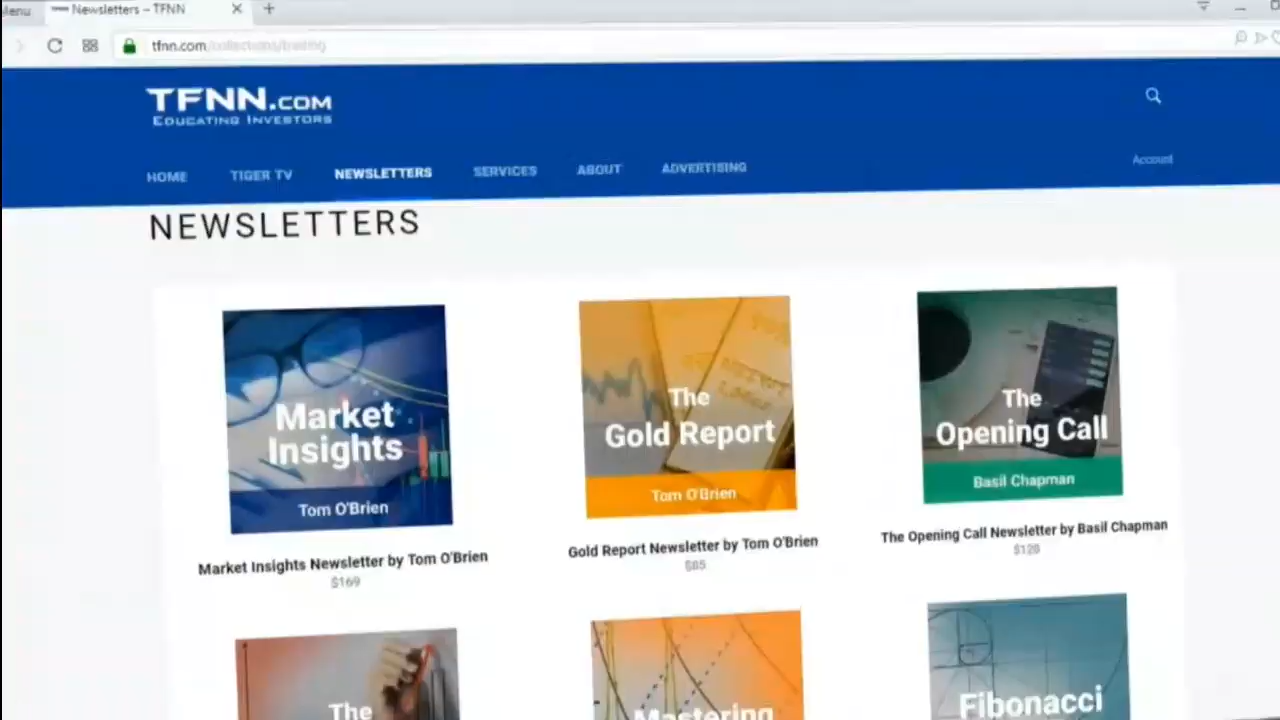 Newsletters – TFNN
tfnn.com/collections/trading
TFNN.COM
EDUCATING INVESTORS
HOME TIGER TV NEWSLETTERS SERVICES ABOUT ADVERTISING
Account
NEWSLETTERS
Market
Insights
Tom O'Brien
Market Insights Newsletter by Tom O'Brien
$169
The
Gold Report
Tom O'Brien
Gold Report Newsletter by Tom O'Brien
The
Opening Call
Basil Chapman
The Opening Call Newsletter by Basil Chapman
The
Mastering
Fibonacci